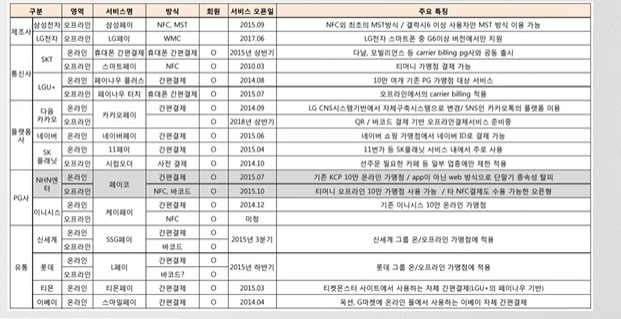 구분 영역 서비스명 방식 회원 서비스 오픈일 주요 특징
제조사 삼성전자 오프라인 삼성페이 NFC, MST 2015.09 NFC외 최초의 MST방식 / 갤럭시6 이상 사용자만 MST 방식 이용 가능
LG전자 오프라인 LG페이 WMC 2017.06 LG전자 스마트폰 중 G6이상 버전에서만 지원
통신사 SKT 온라인 휴대폰 간편결제 휴대폰 간편결제 O 2015년 상반기 다날, 모빌리언스 등 carrier billing pg사와 공동 출시
오프라인 스마트페이 NFC O 2010.03 티머니 가맹점 결제 가능
LGU+ 온라인 페이나우 플러스 간편결제 O 2014.08 10만 여개 기존 PG 가맹점 대상 서비스
오프라인 페이나우 터치 휴대폰 간편결제 O 2015.07 오프라인에서의 carrier billing 적용
플랫폼사 다음카카오 온라인 카카오페이 간편결제 O 2014.09 LG CNS시스템기반에서 자체구축시스템으로 변경/ SNS인 카카오톡의 플랫폼 이용
오프라인 O 2018년 상반기 QR / 바코드 결제 기반 오프라인결제서비스 준비중
네이버 온라인 네이버페이 간편결제 O 2015.06 네이버 쇼핑 가맹점에서 네이버 ID로 결제 가능
SK플래닛 온라인 11페이 간편결제 O 2015.04 11번가 등 SK플래닛 서비스 내에서 주로 사용
오프라인 시럽오더 사전 결제 O 2014.10 선주문 필요한 카페 등 일부 업종에만 제한 적용
PG사 NHN엔터 온라인 페이코 간편결제 O 2015.07 기존 KCP 10만 온라인 가맹점 / app이 아닌 web 방식으로 단말기 종속성 탈피
오프라인 NFC, 바코드 O 2015.10 티머니 오프라인 10만 가맹점 사용 가능 / 타 NFC결제도 수용 가능한 오픈형
이니시스 온라인 케이페이 간편결제 O 2014.12 기존 이니시스 10만 온라인 가맹점
오프라인 NFC O 미정
유통 신세계 온라인 SSG페이 간편결제 O 2015년 3분기 신세계 그룹 온/오프라인 가맹점에 적용
오프라인 바코드 O
롯데 온라인 L페이 간편결제 O 2015년 하반기 롯데 그룹 온/오프라인 가맹점에 적용
오프라인 바코드? O
티몬 온라인 티몬페이 간편결제 O 2015.03 티켓몬스터 사이트에서 사용하는 자체 간편결제(LGU+의 페이나우 기반)
이베이 온라인 스마일페이 간편결제 O 2014.04 옥션, G마켓에 온라인 몰에서 사용하는 이베이 자체 간편결제